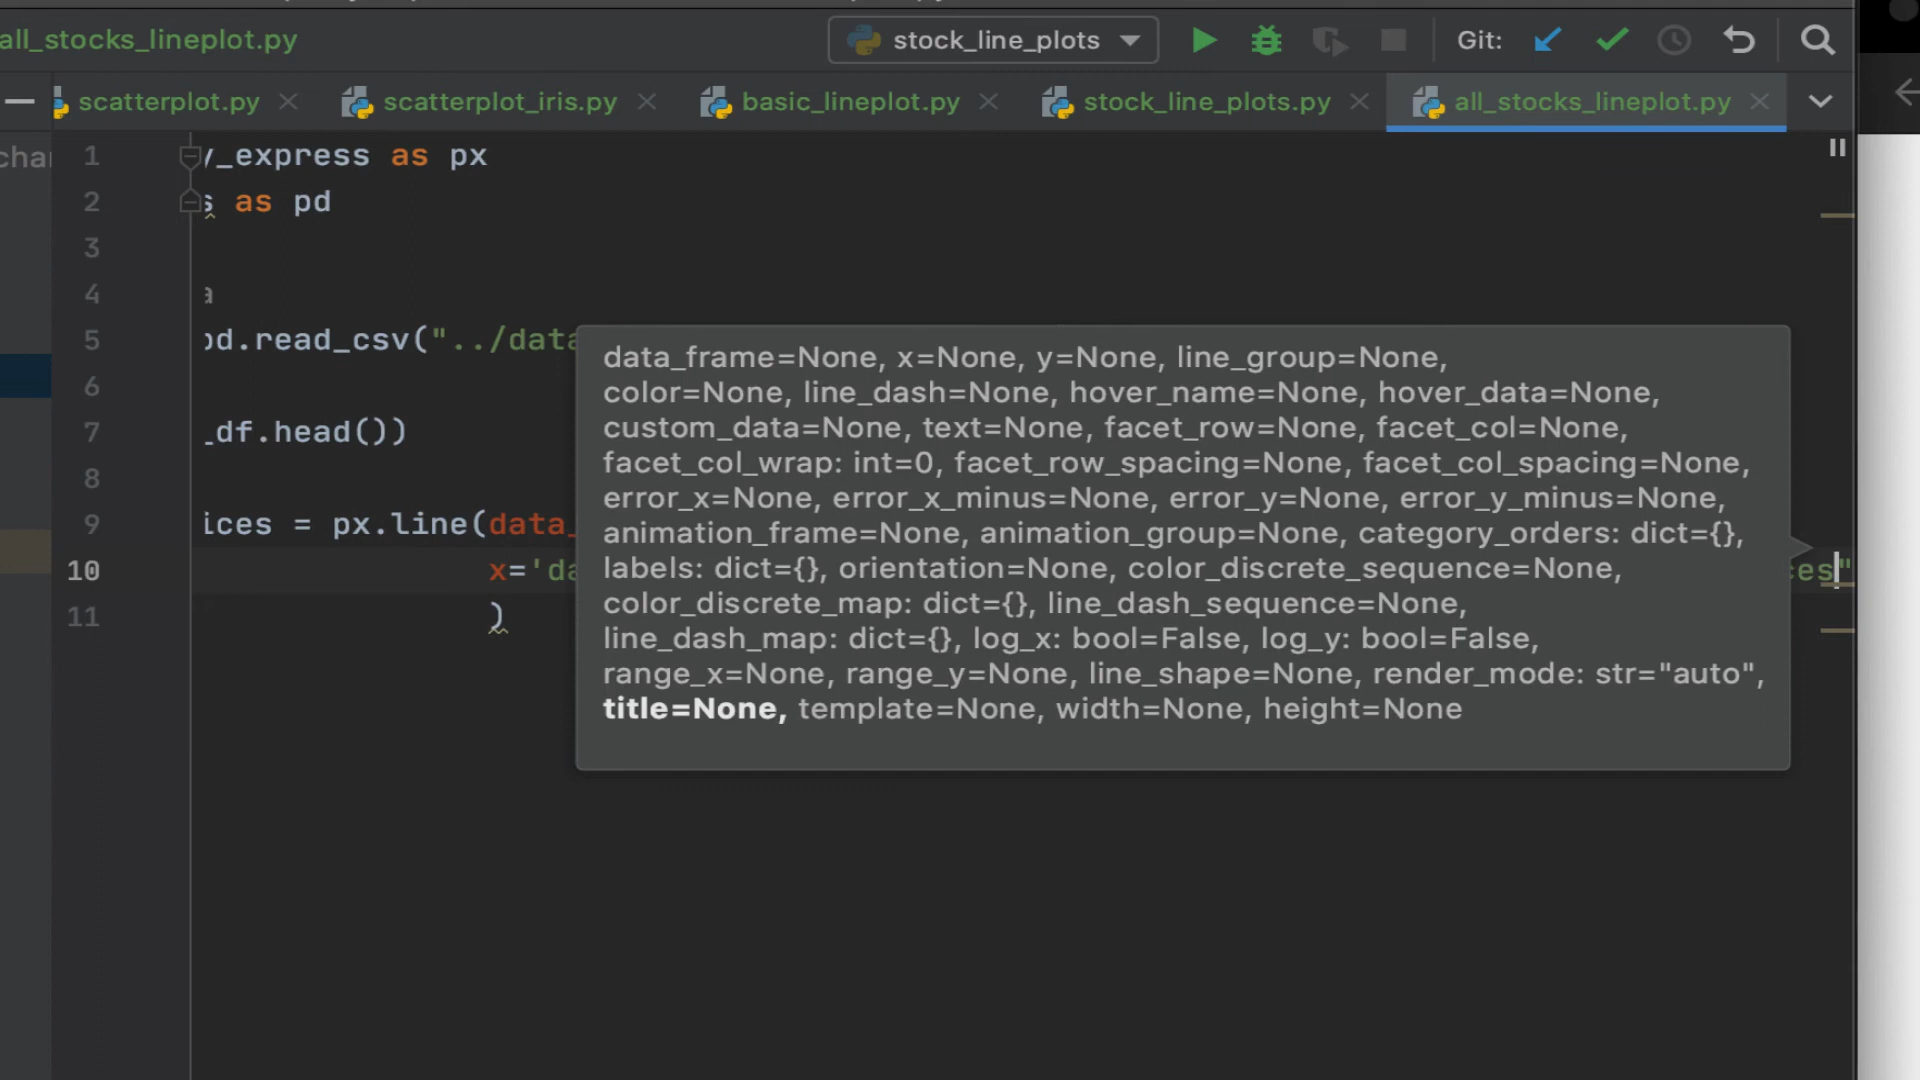 all_stocks_lineplot.py
stock_line_plots
Git:
scatterplot.py
scatterplot_iris.py
basic_lineplot.py
stock_line_plots.py
all_stocks_lineplot.py
1 y_express as px
2 s as pd
3
4 a
5 pd.read_csv("../data
6
7 _df.head())
8
9 ices = px.line(data_
10 x='da
ces"
11 )
data_frame=None, x=None, y=None, line_group=None,
color=None, line_dash=None, hover_name=None, hover_data=None,
custom_data=None, text=None, facet_row=None, facet_col=None,
facet_col_wrap: int=0, facet_row_spacing=None, facet_col_spacing=None,
error_x=None, error_x_minus=None, error_y=None, error_y_minus=None,
animation_frame=None, animation_group=None, category_orders: dict={},
labels: dict={}, orientation=None, color_discrete_sequence=None,
color_discrete_map: dict={}, line_dash_sequence=None,
line_dash_map: dict={}, log_x: bool=False, log_y: bool=False,
range_x=None, range_y=None, line_shape=None, render_mode: str="auto",
title=None, template=None, width=None, height=None